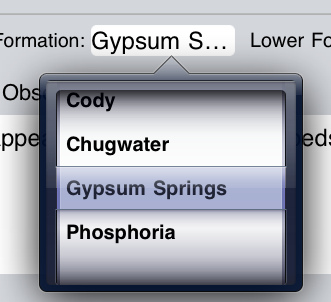 Formation: Gypsum S... Lower Fo
Obs
Cody
Chugwater
Gypsum Springs
Phosphoria